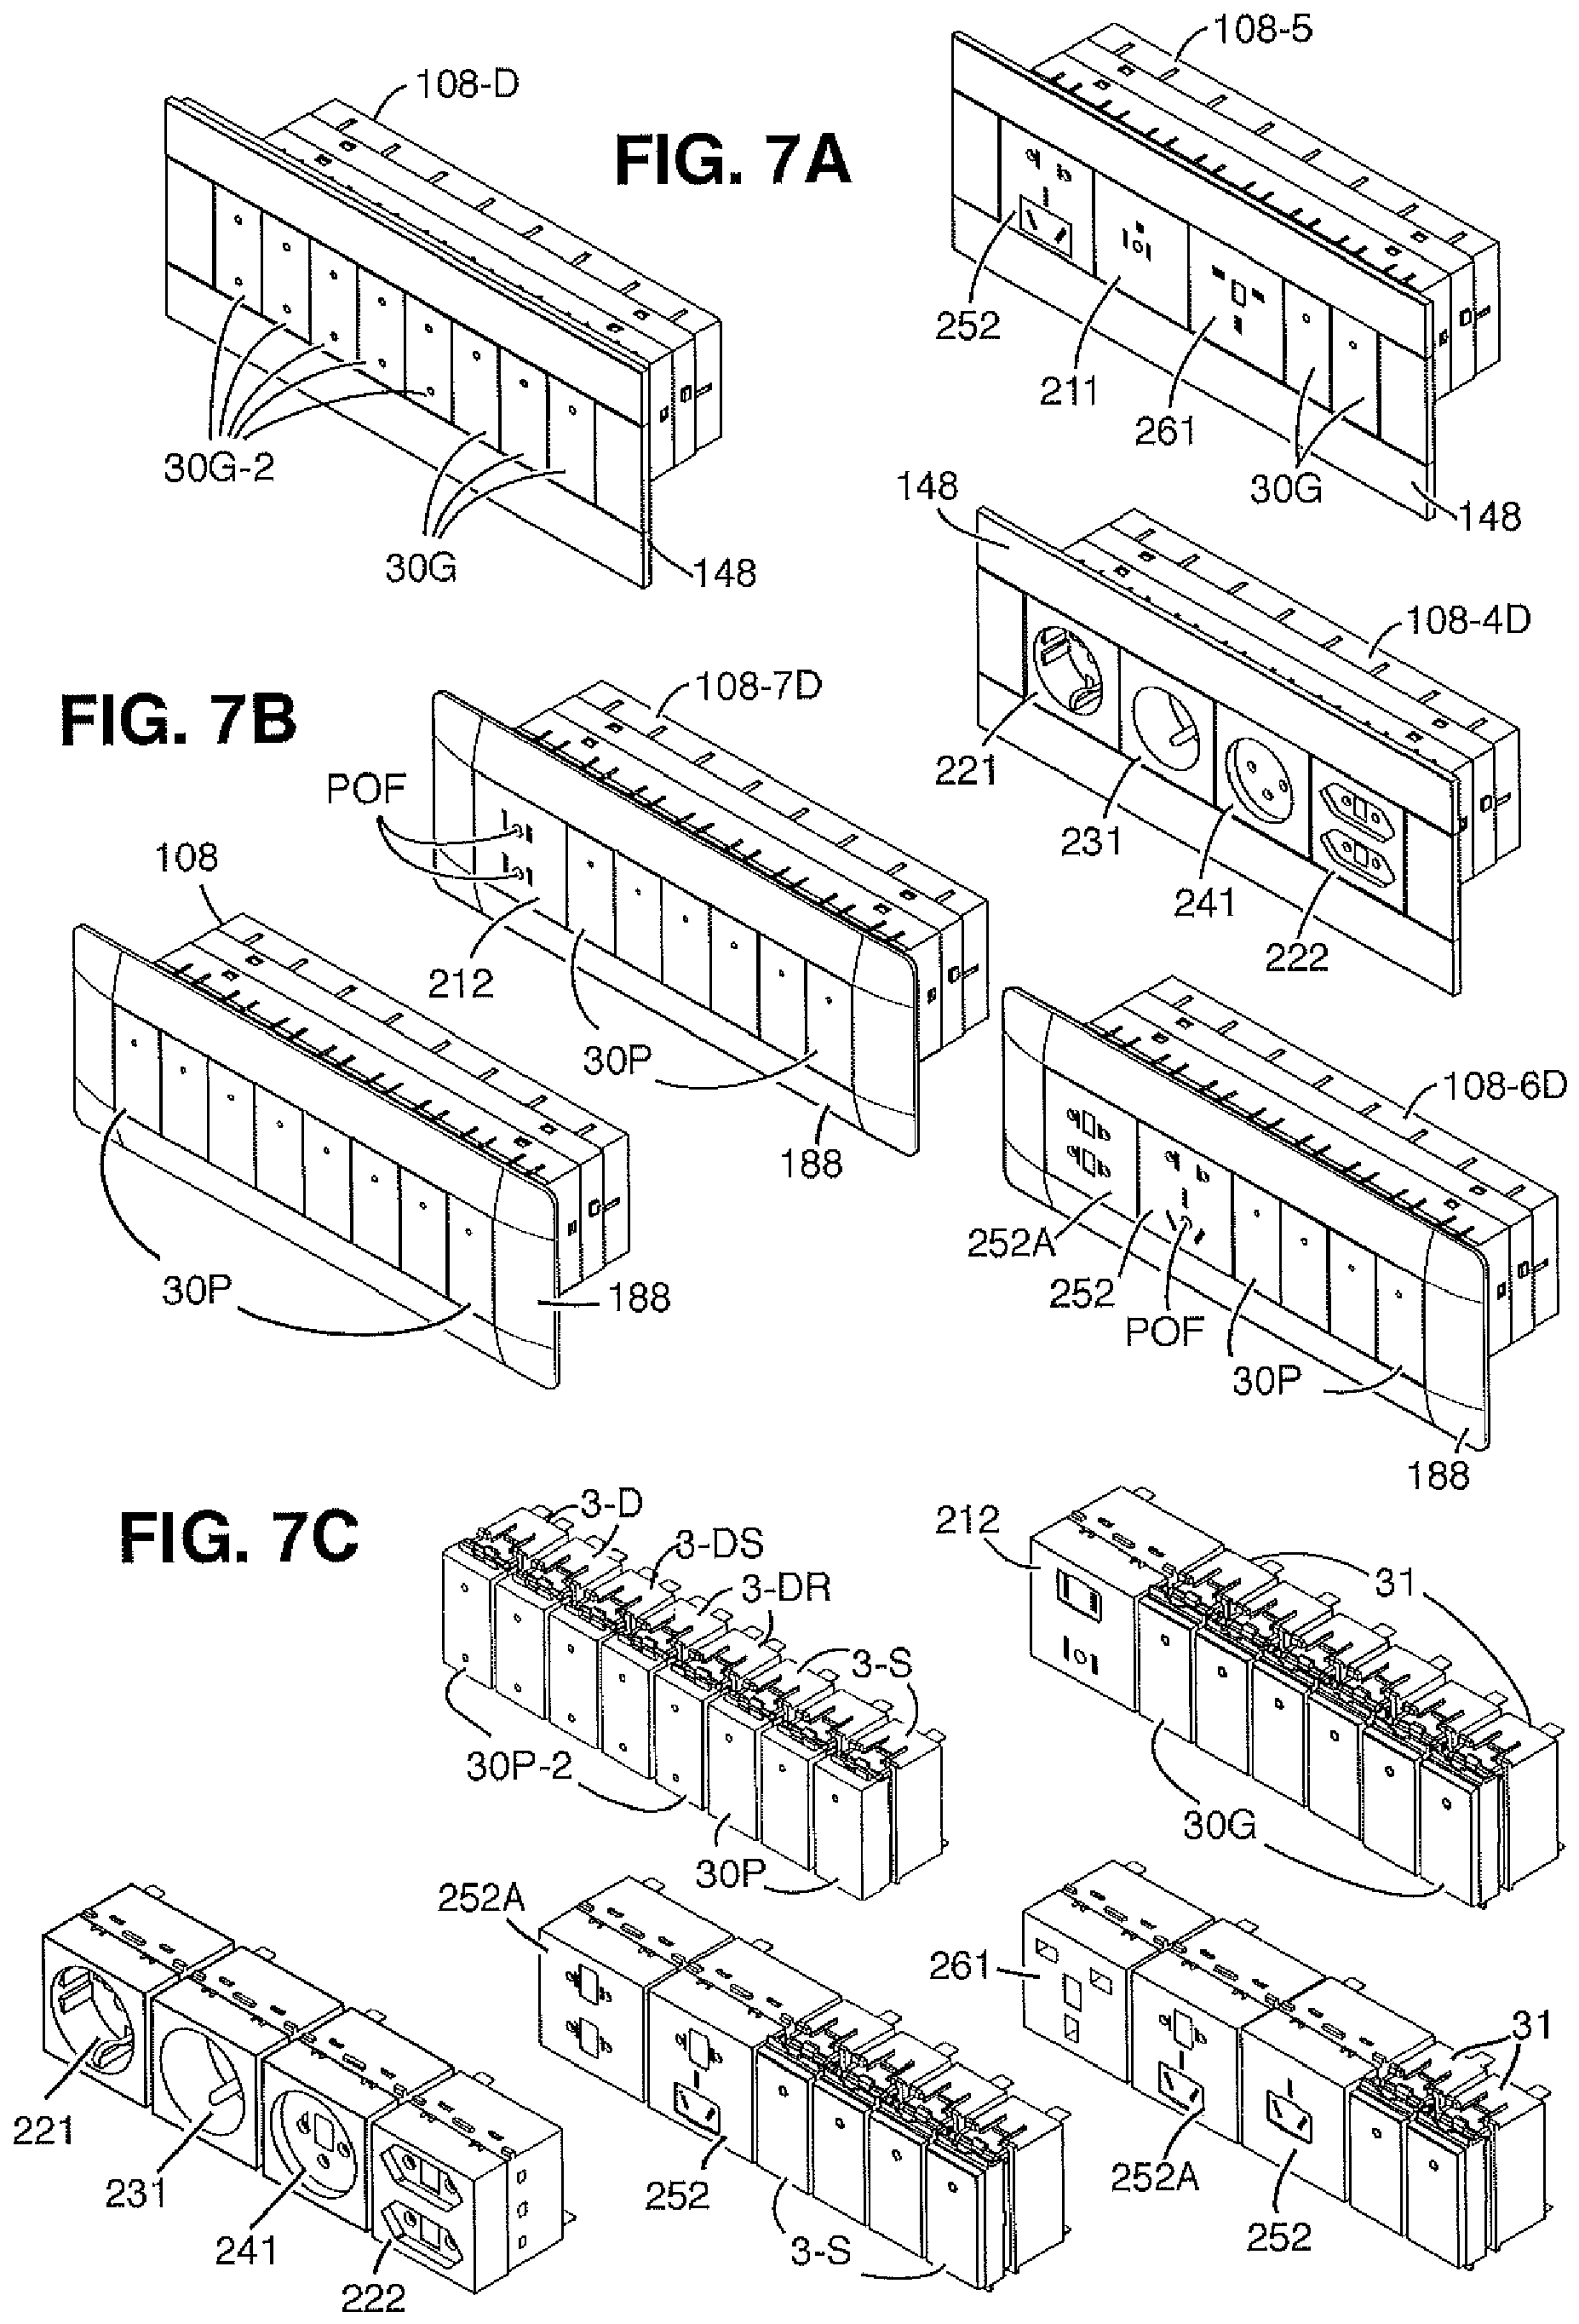 108-5
108-D
FIG. 7A
252
211
261
30G-2
30G
30G
148
148
148
108-4D
FIG. 7B
108-7D
POF
221
231
241
222
108
212
30P
188
108-6D
30P
188
252A
252
POF
30P
188
FIG. 7C
3-D
3-DS
3-DR
3-S
212
31
30P-2
30P
30G
252A
261
31
221
231
241
222
252
3-S
252A
252